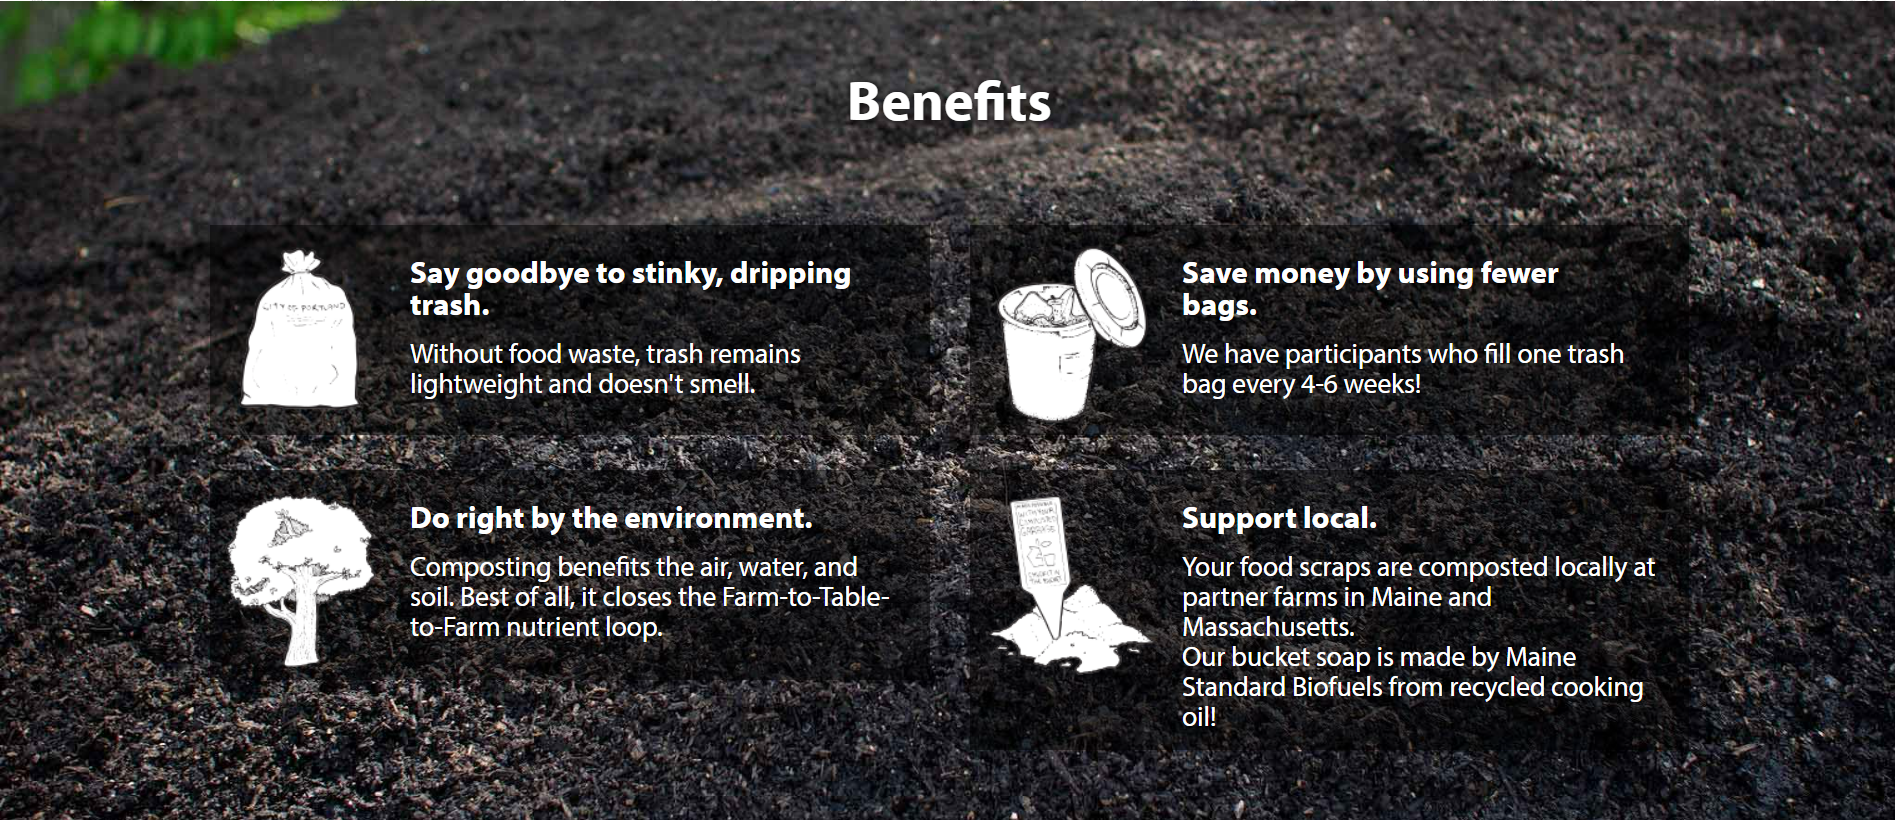 Benefits
Say goodbye to stinky, dripping
trash.
Without food waste, trash remains
lightweight and doesn't smell.
CITY OF PORTLAND
Save money by using fewer
bags.
We have participants who fill one trash
bag every 4-6 weeks!
Do right by the environment.
Composting benefits the air, water, and
soil. Best of all, it closes the Farm-to-Table-
to-Farm nutrient loop.
WITH YOUR
COMPOSTED
GARBAGE
Support local.
Your food scraps are composted locally at
partner farms in Maine and
Massachusetts.
Our bucket soap is made by Maine
Standard Biofuels from recycled cooking
oil!